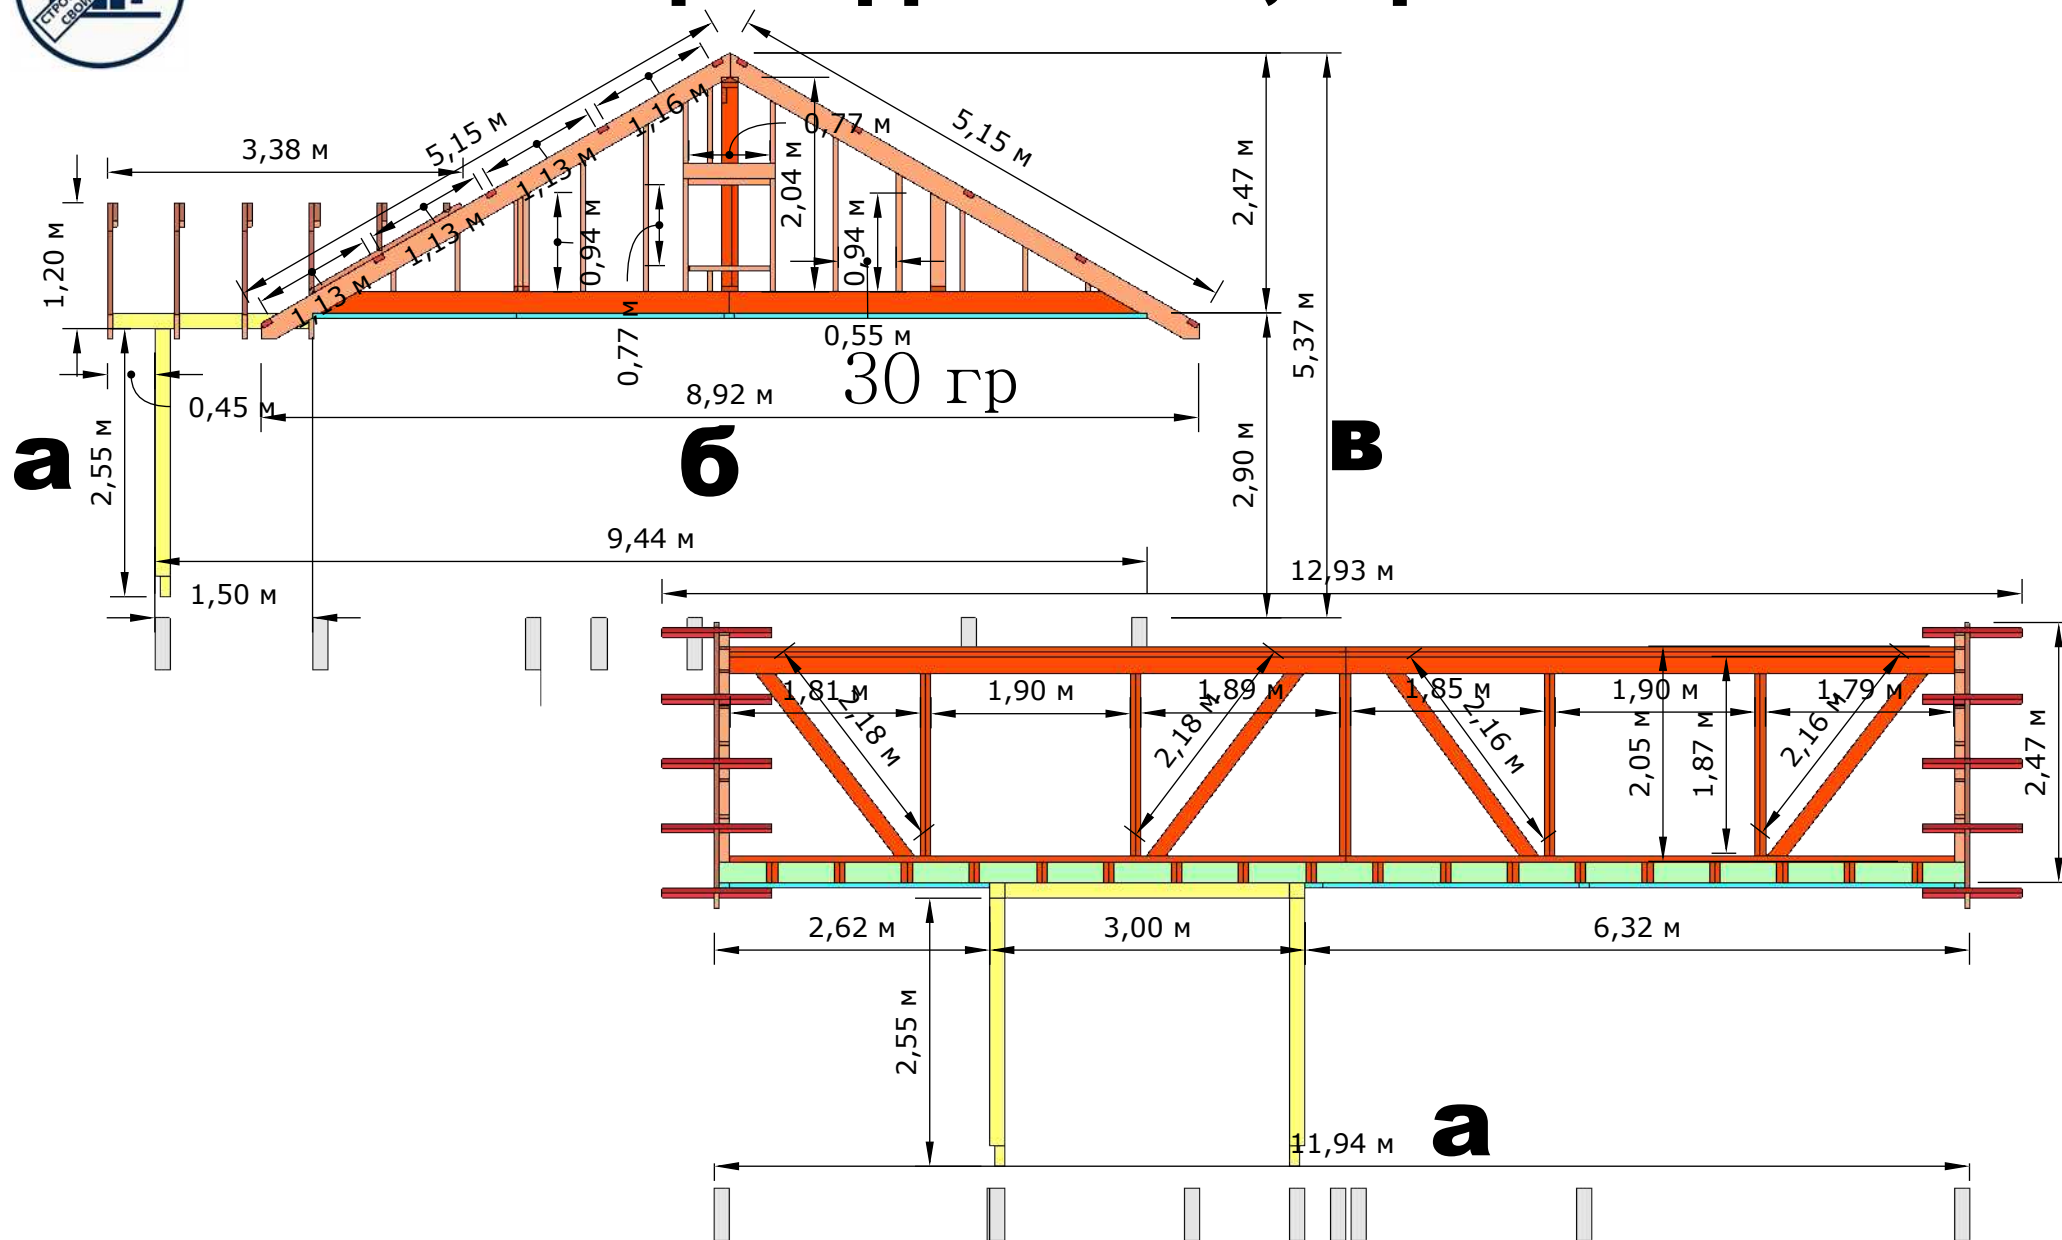 СТРО
СВОЙ
3,38 м
5,15 м
1,16 м
0,77 м
5,15 м
1,13 м
2,04 м
2,47 м
1,20 м
1,13 м
0,94 м
0,94 м
1,13 м
0,77 м
0,55 м
5,37 м
30 гр
0,45 м
8,92 м
2,90 м
а
2,55 м
б
в
9,44 м
1,50 м
12,93 м
1,81 м
1,90 м
1,89 м
1,85 м
1,90 м
1,79 м
2,18 м
2,18 м
2,16 м
2,05 м
1,87 м
2,16 м
2,47 м
2,62 м
3,00 м
6,32 м
2,55 м
а
11,94 м